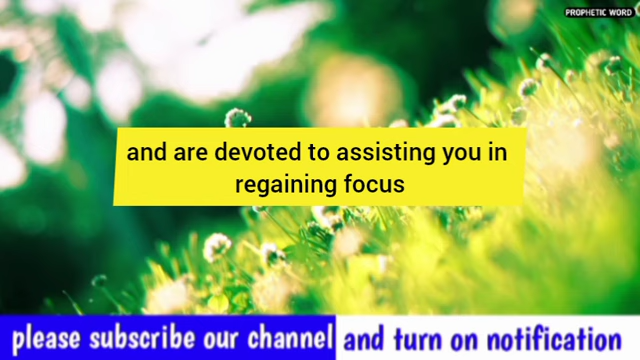 PROPHETIC WORD
and are devoted to assisting you in
regaining focus
please subscribe our channel and turn on notification